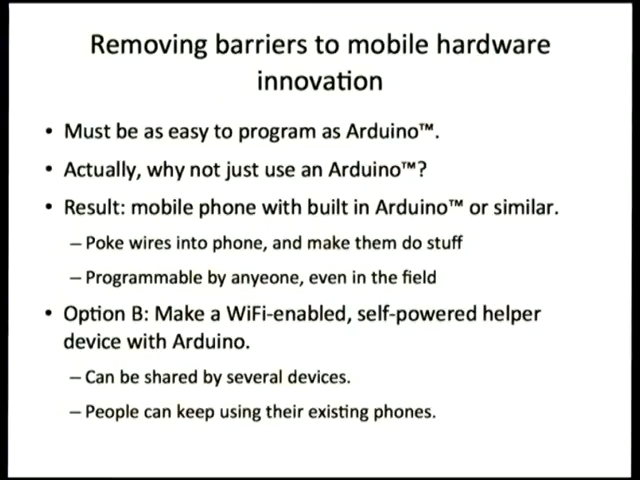 Removing barriers to mobile hardware
innovation
• Must be as easy to program as Arduino™.
• Actually, why not just use an Arduino™?
• Result: mobile phone with built in Arduino™ or similar.
– Poke wires into phone, and make them do stuff
– Programmable by anyeone, even in the field
• Option B: Make a WiFi-enabled, self-powered helper
device with Arduino.
– Can be shared by several devices.
– People can keep using their existing phones.